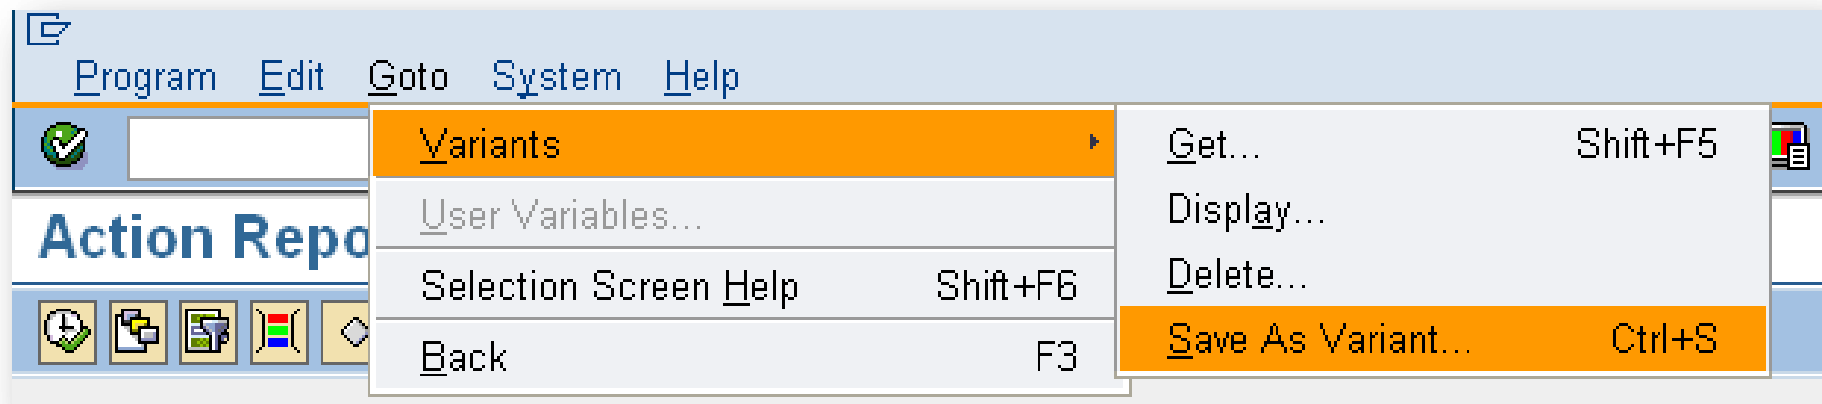 Program Edit Goto System Help
Variants
Get... Shift+F5
User Variables...
Display...
Action Repo
Delete...
Selection Screen Help Shift+F6
Save As Variant... Ctrl+S
Back F3